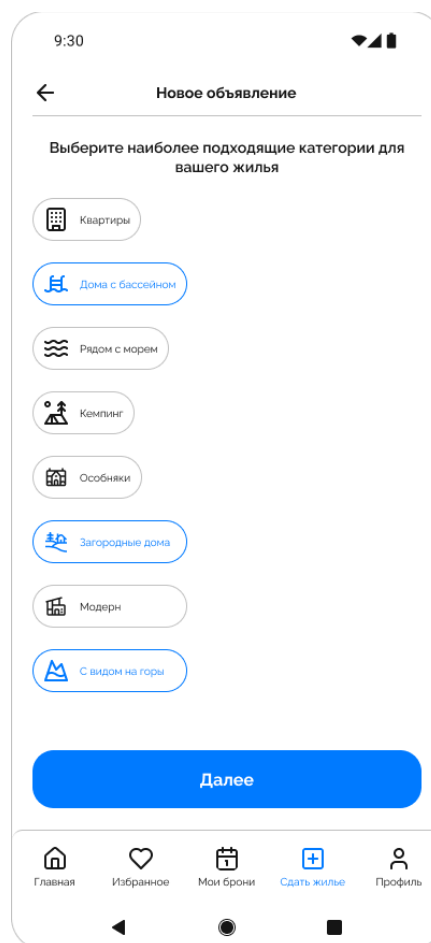 9:30
Новое объявление
Выберите наиболее подходящие категории для
вашего жилья
Квартиры
Дома с бассейном
Рядом с морем
Кемпинг
Особняки
Загородные дома
Модерн
С видом на горы
Далее
1
Главная Избранное Мои брони Сдать жилье Профиль